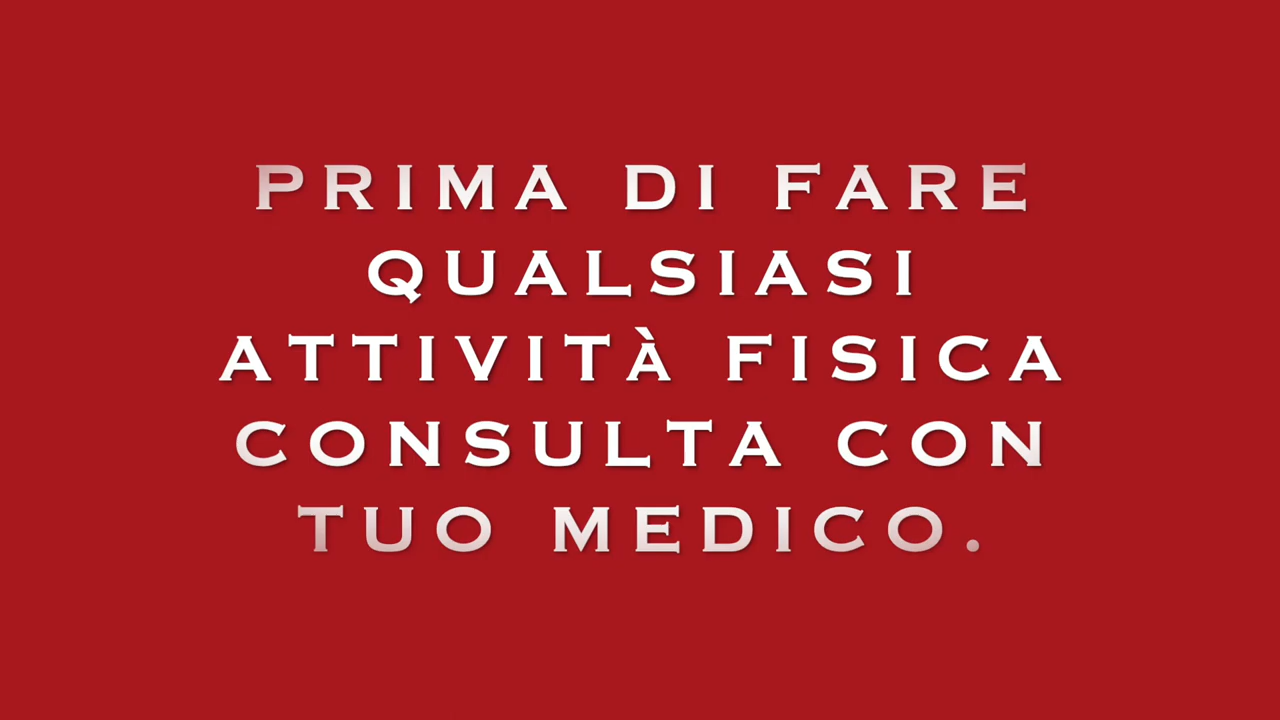 PRIMA DI FARE
QUALSIASI
ATTIVITÀ FISICA
CONSULTA CON
TUO MEDICO.